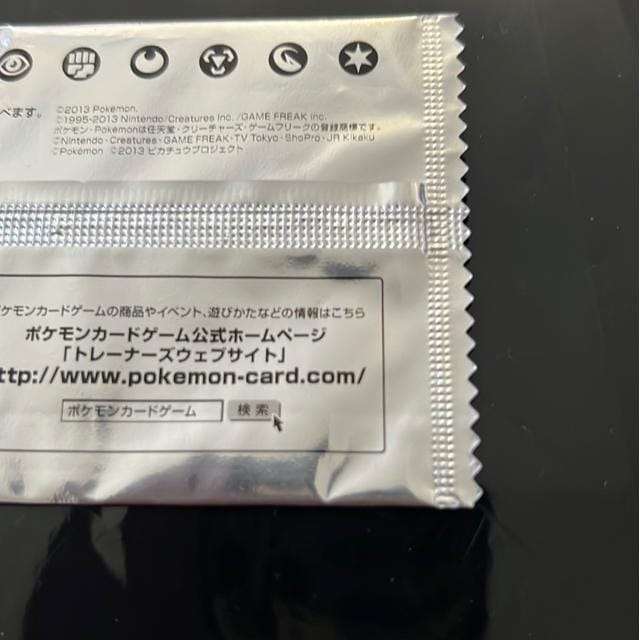 べます。
©2013 Pokémon.
©1995-2013 Nintendo/Creatures Inc. /GAME FREAK inc.
ポケモン・Pokémonは任天堂・クリーチャーズ・ゲームフリークの登録商標です。
©Nintendo・Creatures・GAME FREAK・TV Tokyo・ShoPro・JR Kikaku
©Pokémon ©2013 ピカチュウプロジェクト
ケモンカードゲームの商品やイベント、遊びかたなどの情報はこちら
ポケモンカードゲーム公式ホームページ
「トレーナーズウェブサイト」
ttp://www.pokemon-card.com/
ポケモンカードゲーム 検索